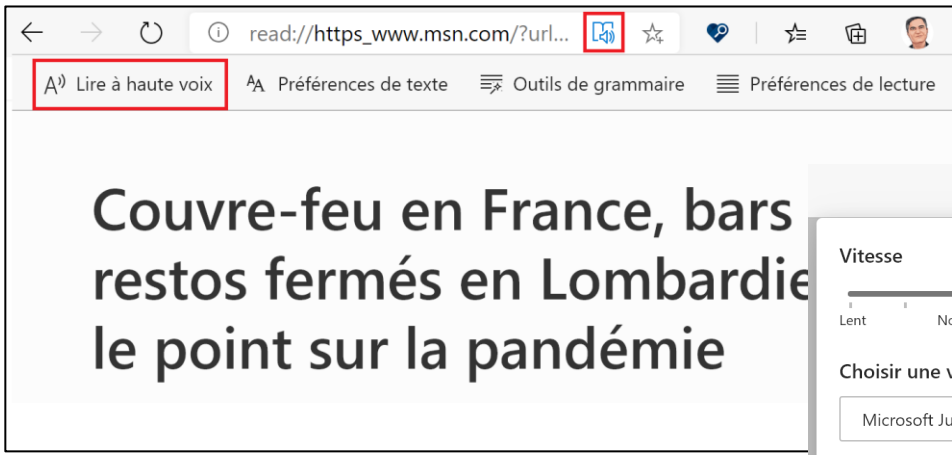 read://https_www.msn.com/?url...
Lire à haute voix Préférences de texte Outils de grammaire Préférences de lecture
Couvre-feu en France, bars
restos fermés en Lombardie
le point sur la pandémie
Vitesse
Lent
Choisir une
Microsoft